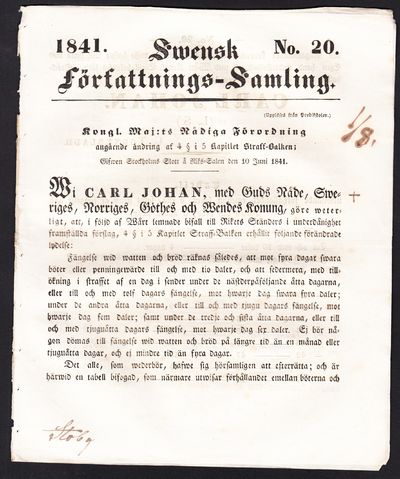 1841. Swensk No. 20.
Författnings-Samling.
(Uppläses från Predikstolen.)
Kongl. Maj:ts Nådiga Förordning
angående ändring af 4 § i 5 Kapitlet Straff-Balken;
Gifwen Stockholms Slott å Riks-Salen den 10 Juni 1841.
1/8.
Wi CARL JOHAN, med Guds Nåde, Swe-
riges, Norriges, Göthes och Wendes Konung, göre weter-
ligt, att, i följd af Wårt lemnade bifall till Rikets Ständers i underdånighet
framställda förslag, 4 § i 5 Kapitlet Straff-Balken erhållit följande förändrade
lydelse:
Fängelse wid watten och bröd räknas således, att mot fyra dagar swara
böter eller penningewärde till och med tio daler, och att sedermera, med till-
ökning i straffet af en dag i sender under de nästderpåföljande åtta dagarna,
eller till och med tolf dagars fängelse, mot hwarje dag swara fyra daler;
under de andra åtta dagarna, eller till och med tjugu dagars fängelse, mot
hwarje dag fem daler; samt under de tredje och sista åtta dagarna, eller till
och med tjuguåtta dagars fängelse, mot hwarje dag sex daler. Ej bör nå-
gon dömas till fängelse wid watten och bröd på längre tid än en månad eller
tjuguåtta dagar, och ej mindre tid än fyra dagar.
Det alle, som wederbör, hafwe sig hörsamligen att efterrätta; och är
härwid en tabell bifogad, som närmare utwisar förhållandet emellan böterna och